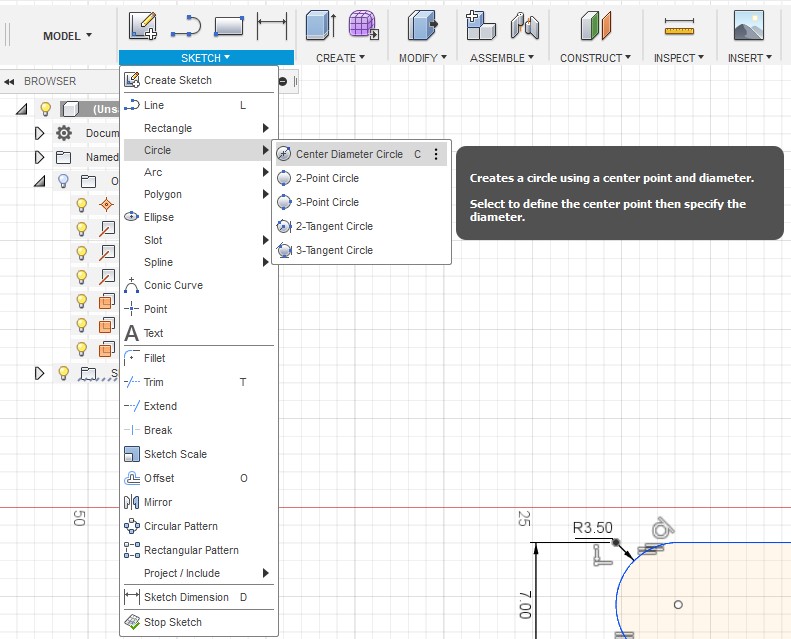 MODEL
SKETCH
CREATE
MODIFY
ASSEMBLE
CONSTRUCT
INSPECT
INSERT
BROWSER
(Uns
Docum
Named
O
S
Create Sketch
Line L
Rectangle
Circle
Arc
Polygon
Ellipse
Slot
Spline
Conic Curve
Point
Text
Fillet
Trim T
Extend
Break
Sketch Scale
Offset O
Mirror
Circular Pattern
Rectangular Pattern
Project / Include
Sketch Dimension D
Stop Sketch
Center Diameter Circle C
2-Point Circle
3-Point Circle
2-Tangent Circle
3-Tangent Circle
Creates a circle using a center point and diameter.
Select to define the center point then specify the
diameter.
50
25
R3.50
7.00